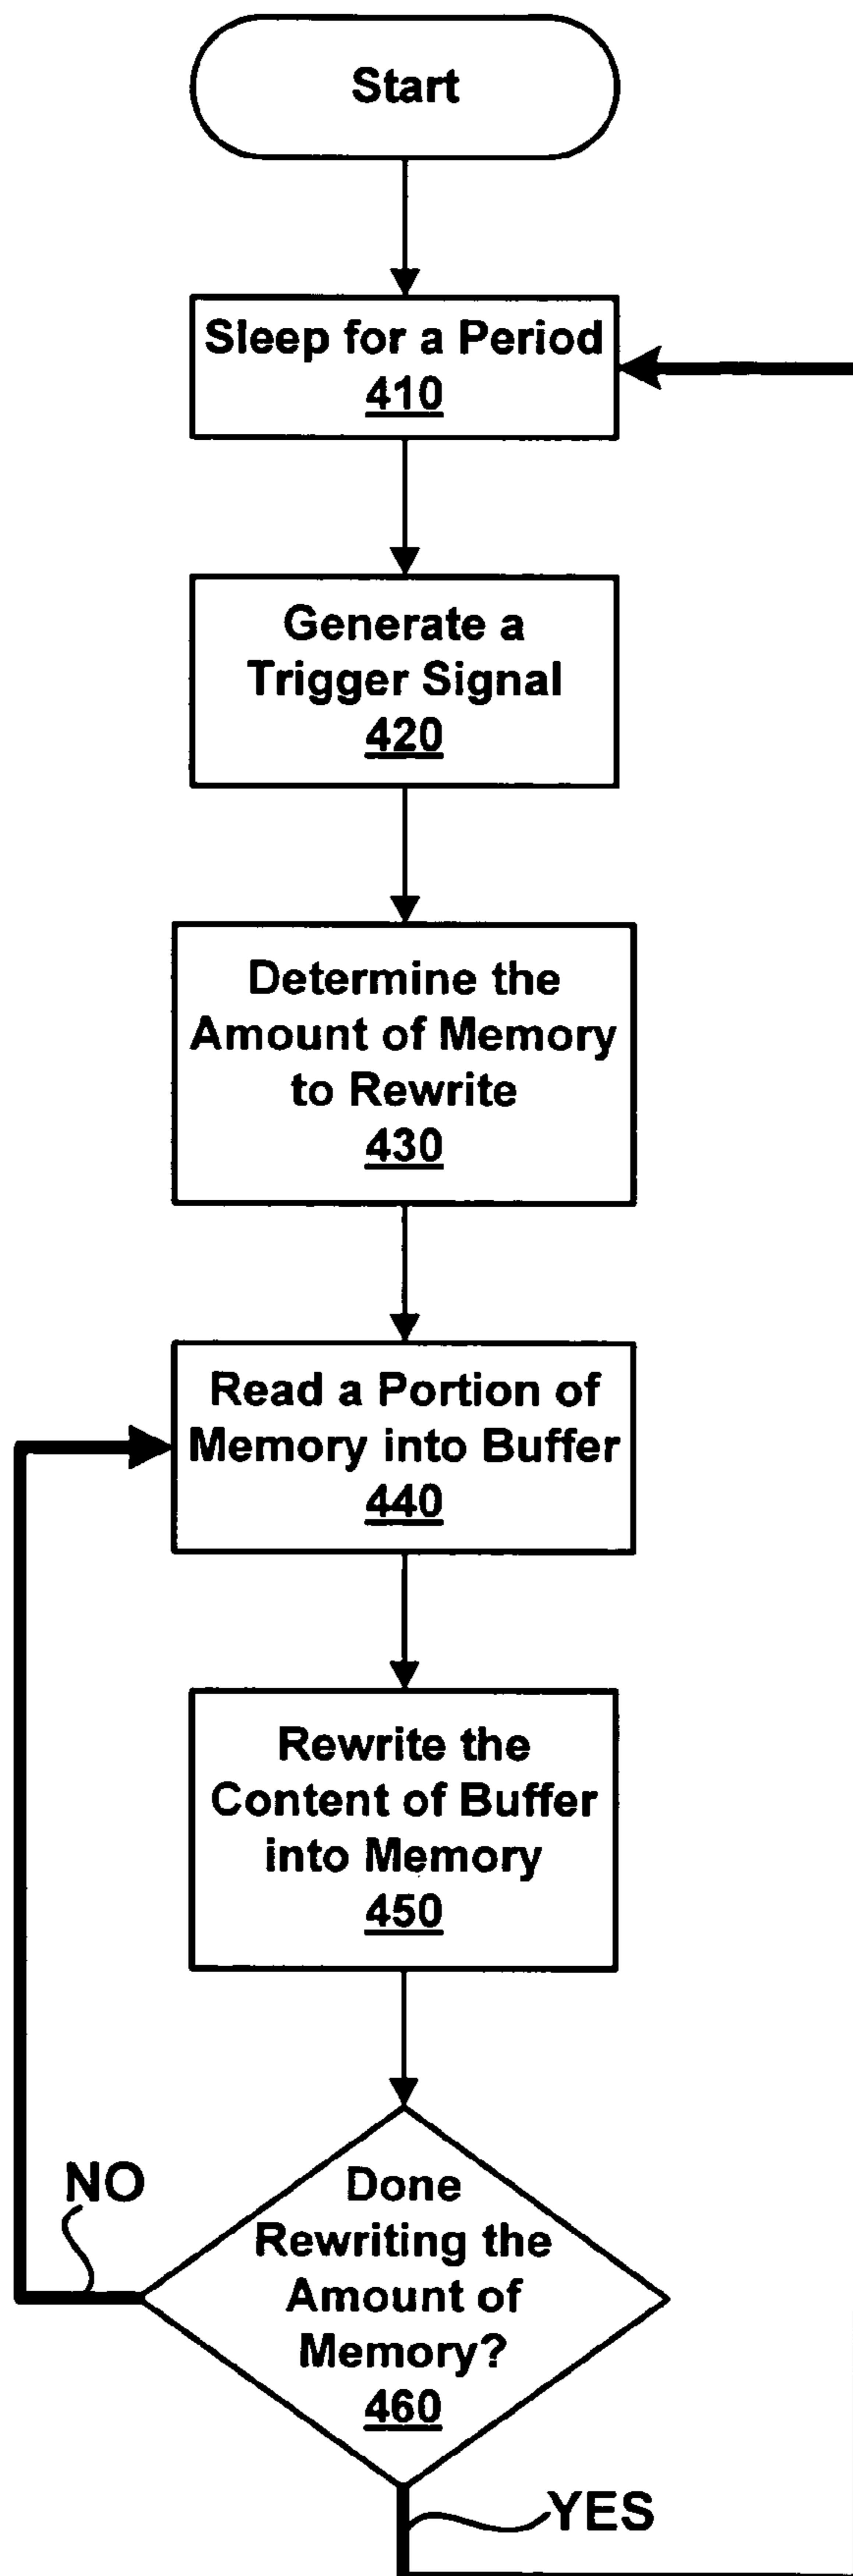 Start
Sleep for a Period
410
Generate a
Trigger Signal
420
Determine the
Amount of Memory
to Rewrite
430
Read a Portion of
Memory into Buffer
440
Rewrite the
Content of Buffer
into Memory
450
NO
Done
Rewriting the
Amount of
Memory?
460
YES